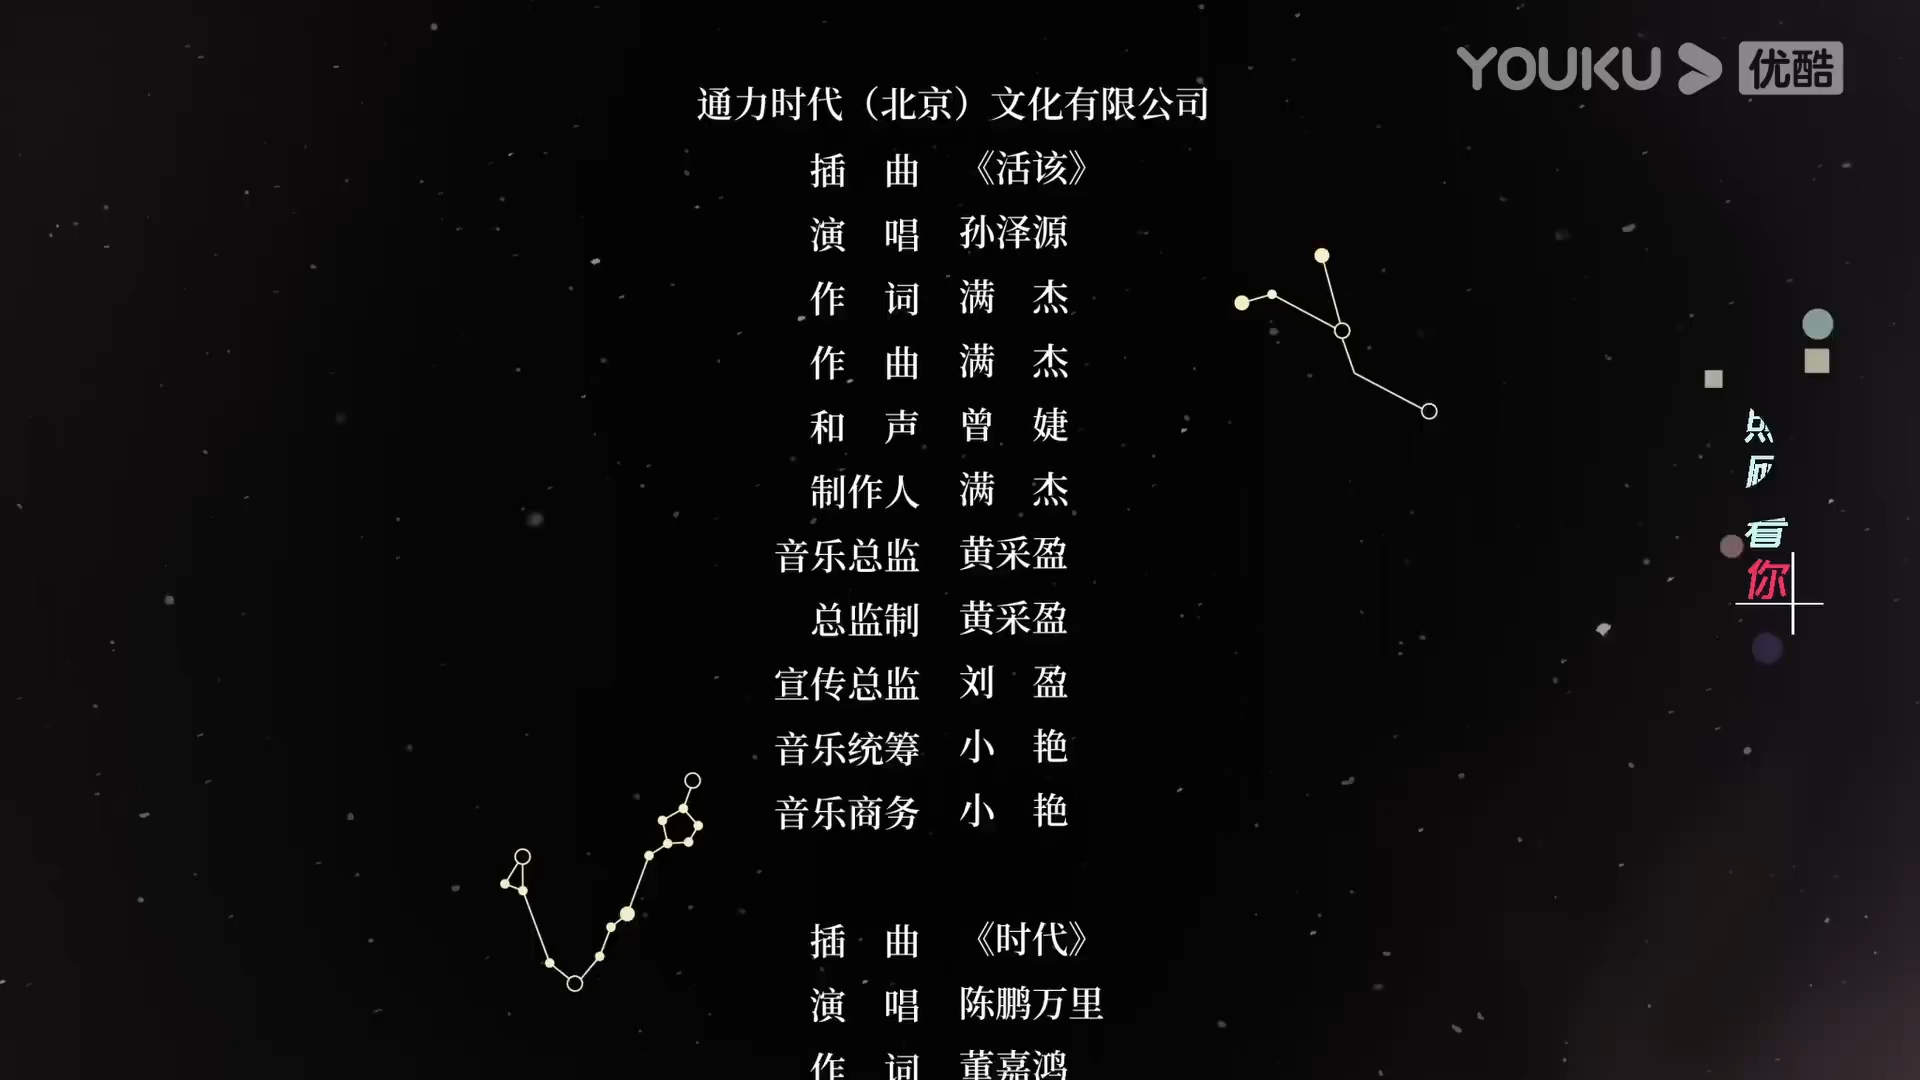 YOUKU 优酷
通力时代（北京）文化有限公司
插 曲 《活该》
演 唱 孙泽源
作 词 满 杰
作 曲 满 杰
和 声 曾 婕
制作人 满 杰
音乐总监 黄采盈
总监制 黄采盈
宣传总监 刘 盈
音乐统筹 小 艳
音乐商务 小 艳
插 曲 《时代》
演 唱 陈鹏万里
作 词 董嘉鸿
看
你